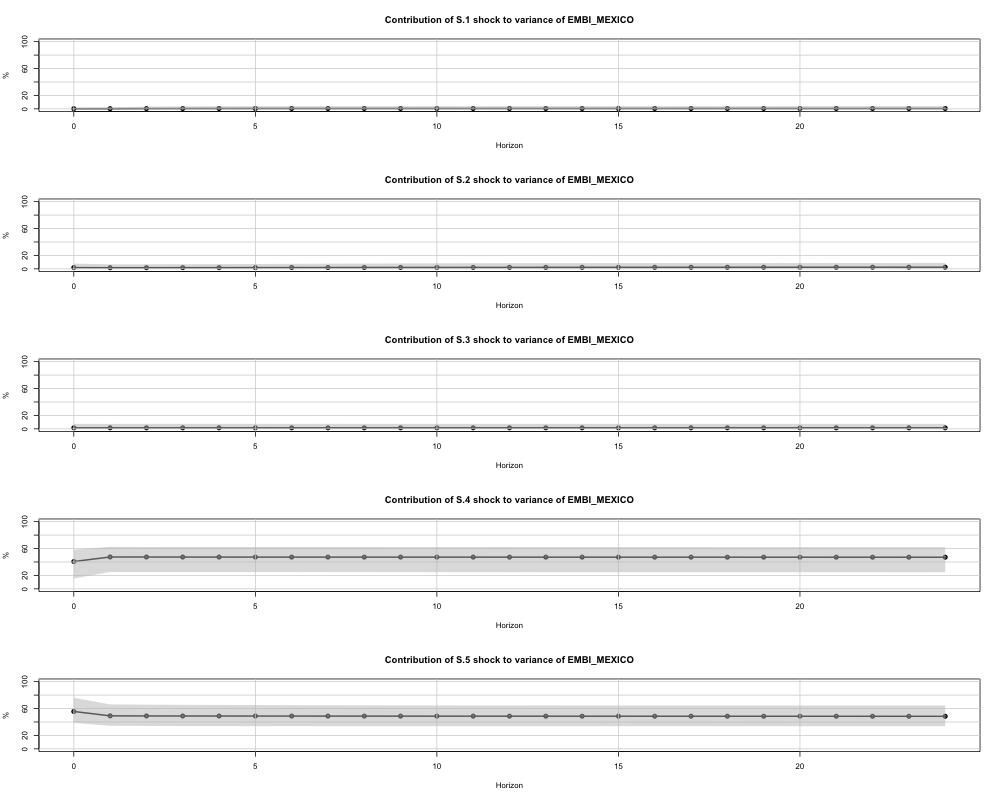 Contribution of S.1 shock to variance of EMBI_MEXICO
100
60
20
0
%
0 5 10 15 20
Horizon
Contribution of S.2 shock to variance of EMBI_MEXICO
100
60
20
0
%
0 5 10 15 20
Horizon
Contribution of S.3 shock to variance of EMBI_MEXICO
100
60
20
0
%
0 5 10 15 20
Horizon
Contribution of S.4 shock to variance of EMBI_MEXICO
100
60
20
0
%
0 5 10 15 20
Horizon
Contribution of S.5 shock to variance of EMBI_MEXICO
100
60
20
0
%
0 5 10 15 20
Horizon